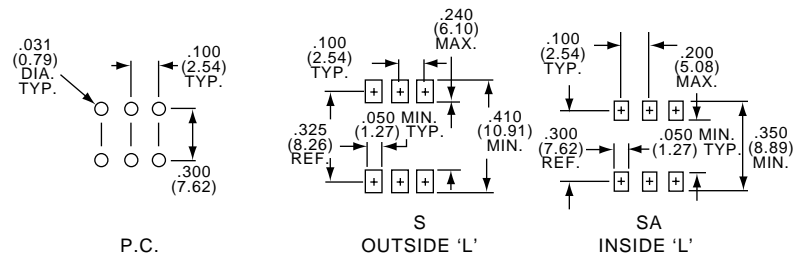 .031
(0.79)
DIA.
TYP.
.100
(2.54)
TYP.
.300
(7.62)
P.C.
.100
(2.54)
TYP.
.240
(6.10)
MAX.
.325
(8.26)
REF.
.050 MIN.
(1.27) TYP.
.410
(10.91)
MIN.
S
OUTSIDE 'L'
.100
(2.54)
TYP.
.200
(5.08)
MAX.
.300
(7.62)
REF.
.050 MIN.
(1.27) TYP.
.350
(8.89)
MIN.
SA
INSIDE 'L'